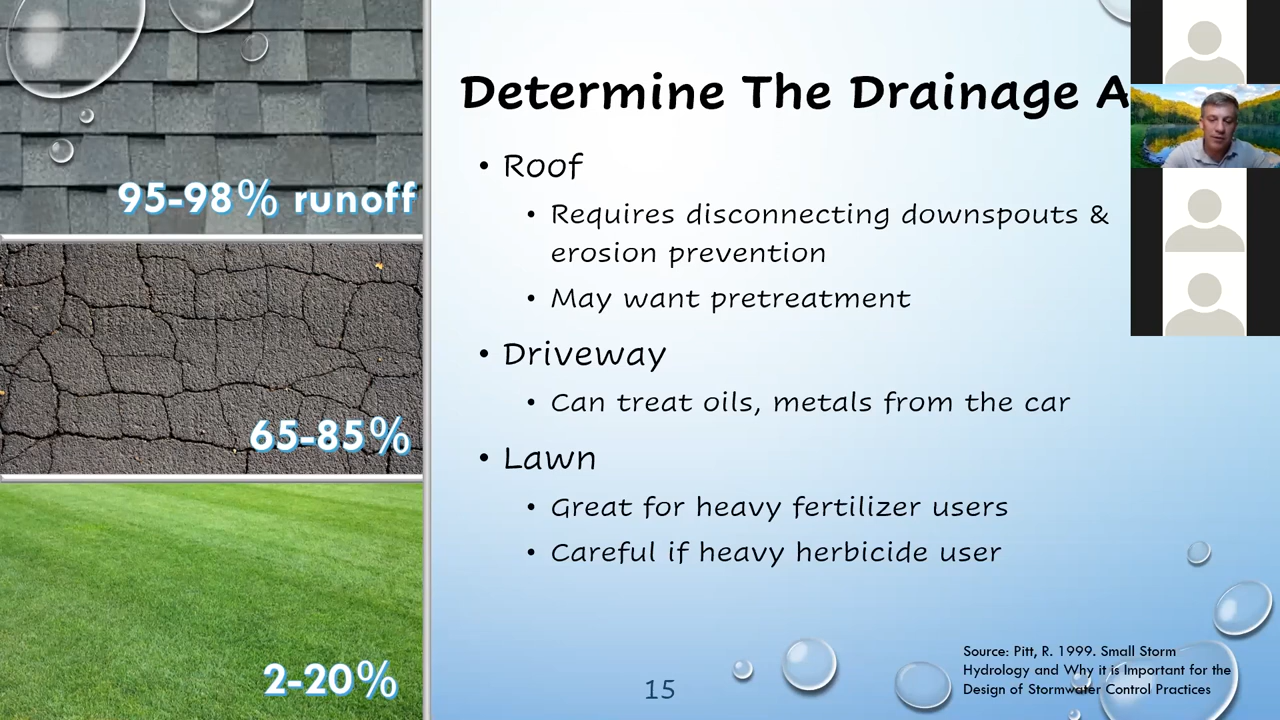 Determine The Drainage A
• Roof
• Requires disconnecting downspouts &
erosion prevention
• May want pretreatment
• Driveway
• Can treat oils, metals from the car
• Lawn
• Great for heavy fertilizer users
• Careful if heavy herbicide user
95-98% runoff
65-85%
2-20%
Source: Pitt, R. 1999. Small Storm
Hydrology and Why it is Important for the
Design of Stormwater Control Practices
15